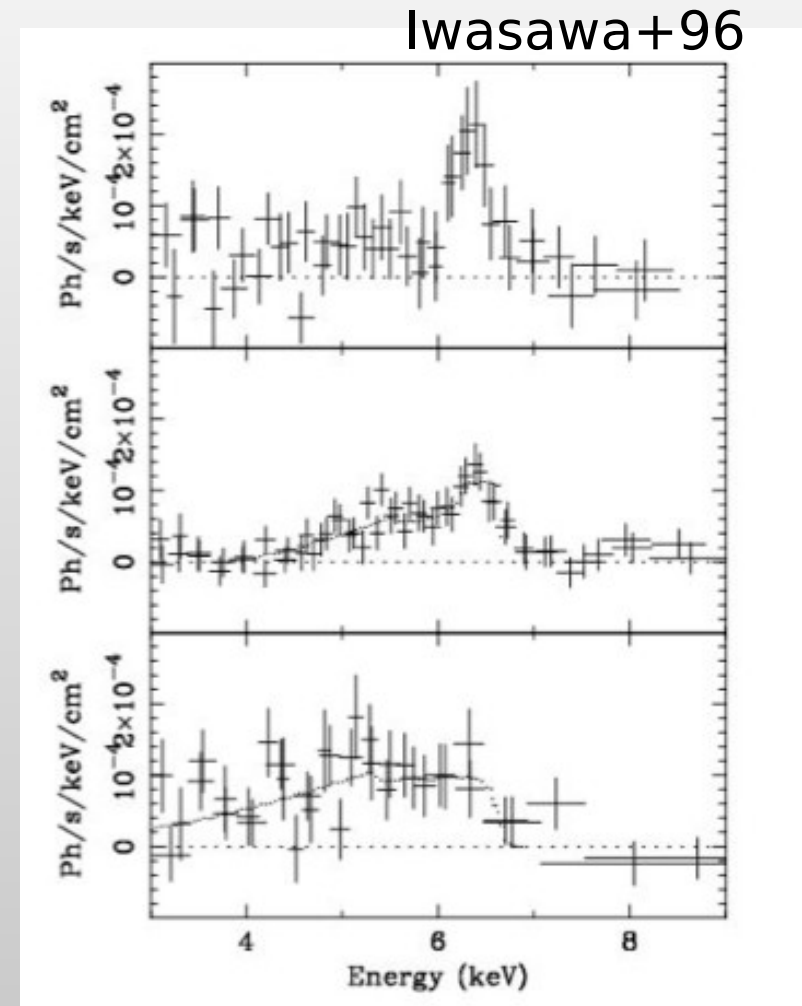 Iwasawa+96
Ph/s/keV/cm²
0 10⁻⁴ 2×10⁻⁴
Ph/s/keV/cm²
0 10⁻⁴ 2×10⁻⁴
Ph/s/keV/cm²
0 10⁻⁴ 2×10⁻⁴
4 6 8
Energy (keV)